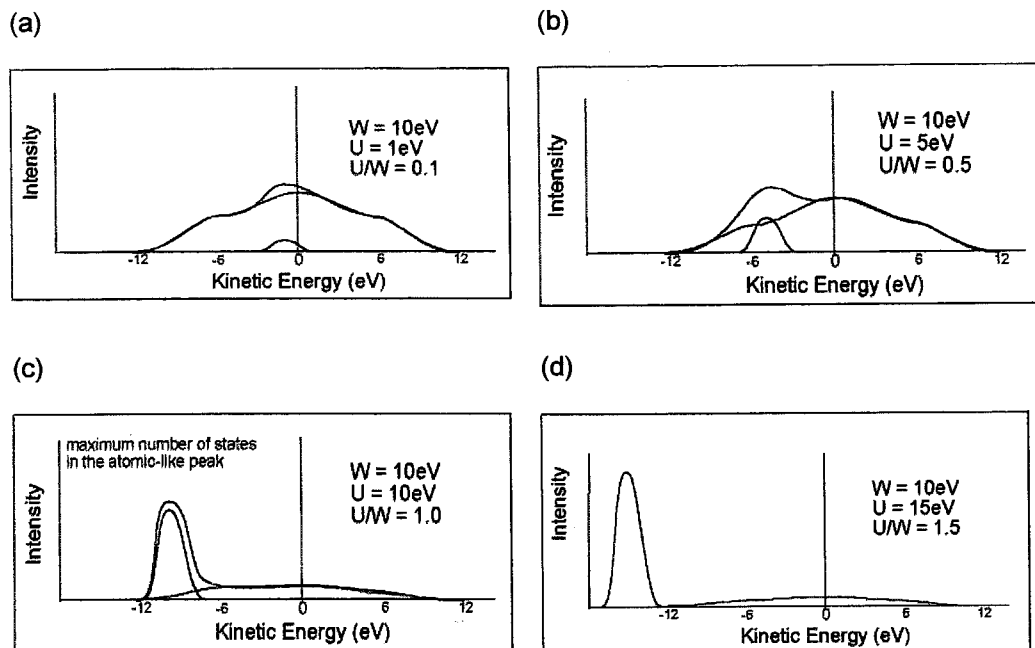 (a)
Intensity
W = 10eV
U = 1eV
U/W = 0.1
-12 -6 0 6 12
Kinetic Energy (eV)
(b)
Intensity
W = 10eV
U = 5eV
U/W = 0.5
-12 -6 0 6 12
Kinetic Energy (eV)
(c)
maximum number of states
in the atomic-like peak
Intensity
W = 10eV
U = 10eV
U/W = 1.0
-12 -6 0 6 12
Kinetic Energy (eV)
(d)
Intensity
W = 10eV
U = 15eV
U/W = 1.5
-12 -6 0 6 12
Kinetic Energy (eV)